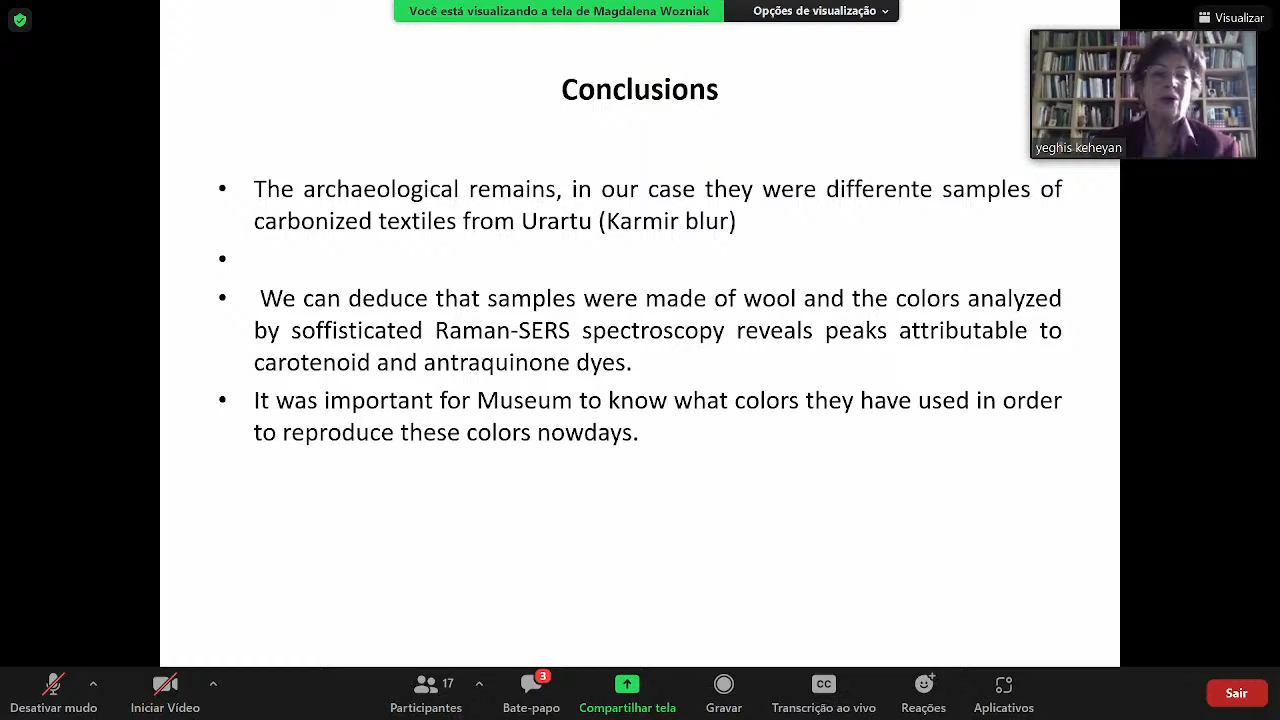 Você está visualizando a tela de Magdalena Wozniak
Opções de visualização
Visualizar
Conclusions
yeghis keheyan
• The archaeological remains, in our case they were differente samples of
carbonized textiles from Urartu (Karmir blur)
•
• We can deduce that samples were made of wool and the colors analyzed
by soffisticated Raman-SERS spectroscopy reveals peaks attributable to
carotenoid and antraquinone dyes.
• It was important for Museum to know what colors they have used in order
to reproduce these colors nowdays.
Desativar mudo
Iniciar Vídeo
17
Participantes
3
Bate-papo
Compartilhar tela
Gravar
CC
Transcrição ao vivo
Reações
Aplicativos
Sair